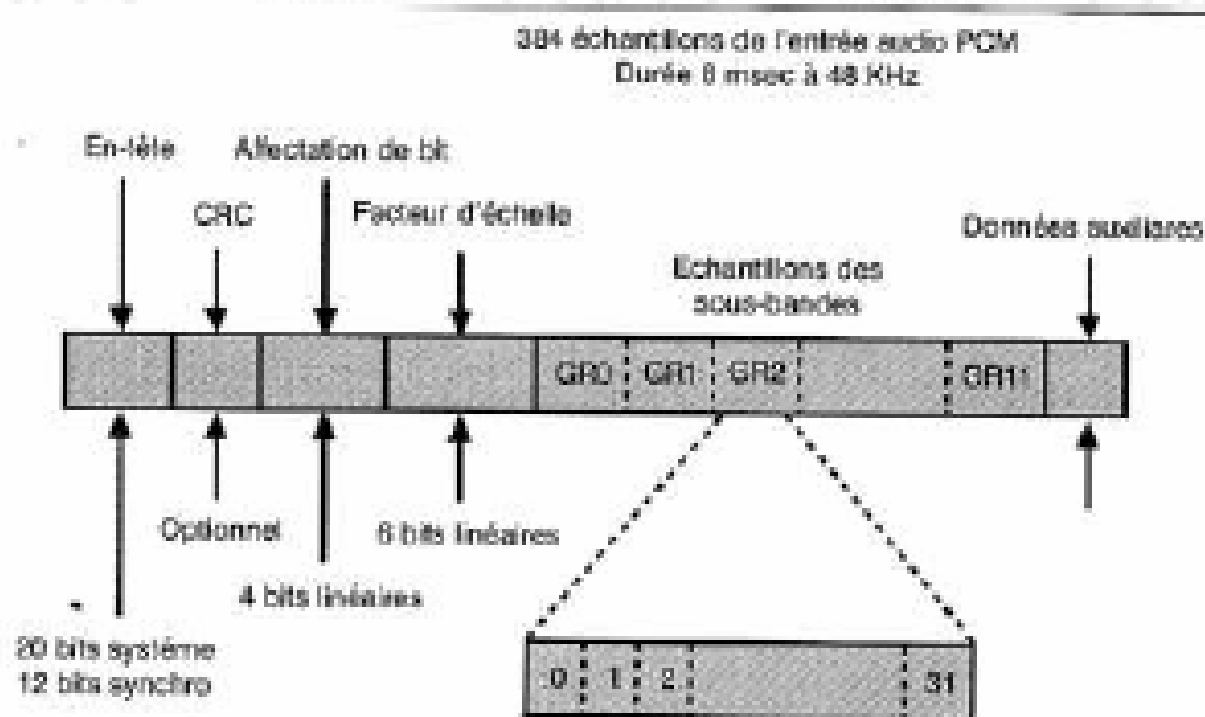 384 échantillons de l'entrée audio PCM
Durée 8 msec à 48 KHz
En-tête
Affectation de bit
CRC
Facteur d'échelle
Données auxiliares
Echantillons des
sous-bandes
GR0
GR1
GR2
GR11
Optionnel
6 bits linéaires
4 bits linéaires
20 bits système
12 bits synchro
0
1
2
31